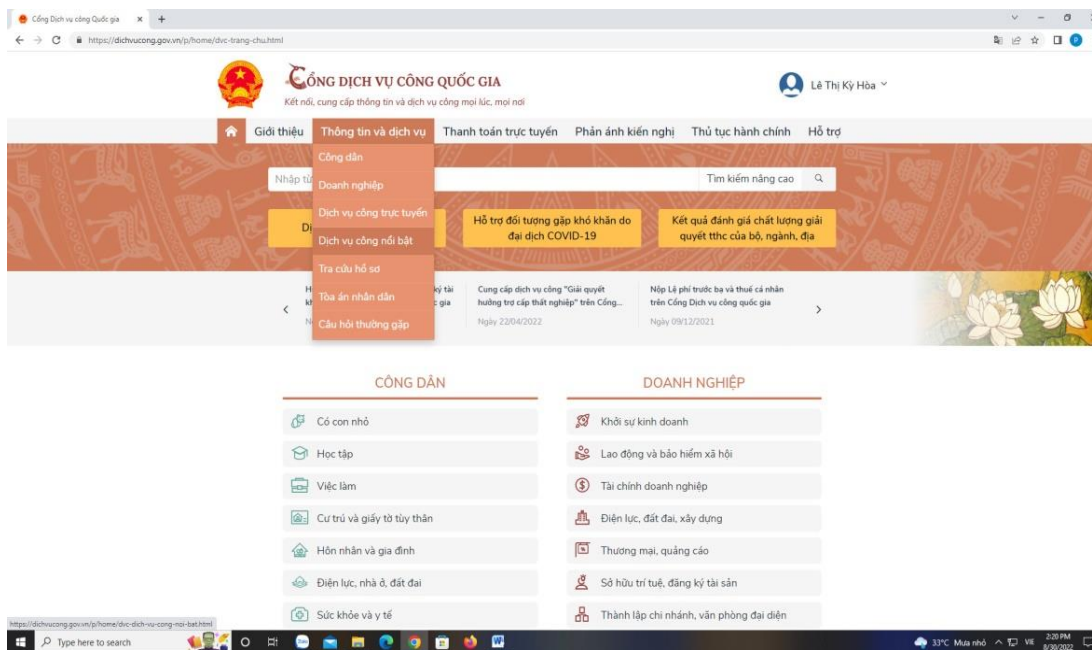 Cổng Dịch vụ công Quốc gia
https://dichvucong.gov.vn/p/home/dvc-trang-chu.html
CỔNG DỊCH VỤ CÔNG QUỐC GIA
Kết nối, cung cấp thông tin và dịch vụ công mọi lúc, mọi nơi
Lê Thị Kỳ Hòa
Giới thiệu
Thông tin và dịch vụ
Thanh toán trực tuyến
Phản ánh kiến nghị
Thủ tục hành chính
Hỗ trợ
Công dân
Doanh nghiệp
Dịch vụ công trực tuyến
Dịch vụ công nổi bật
Tra cứu hồ sơ
Tòa án nhân dân
Câu hỏi thường gặp
Nhập từ
Tìm kiếm nâng cao
Hỗ trợ đối tượng gặp khó khăn do
đại dịch COVID-19
Kết quả đánh giá chất lượng giải
quyết tthc của bộ, ngành, địa
ký tài
gia
Cung cấp dịch vụ công "Giải quyết
hưởng trợ cấp thất nghiệp" trên Cổng...
Ngày 22/04/2022
Nộp Lệ phí trước bạ và thuế cá nhân
trên Cổng Dịch vụ công quốc gia
Ngày 09/12/2021
CÔNG DÂN
Có con nhỏ
Học tập
Việc làm
Cư trú và giấy tờ tùy thân
Hôn nhân và gia đình
Điện lực, nhà ở, đất đai
Sức khỏe và y tế
DOANH NGHIỆP
Khởi sự kinh doanh
Lao động và bảo hiểm xã hội
Tài chính doanh nghiệp
Điện lực, đất đai, xây dựng
Thương mại, quảng cáo
Sở hữu trí tuệ, đăng ký tài sản
Thành lập chi nhánh, văn phòng đại diện
https://dichvucong.gov.vn/p/home/dvc-dich-vu-cong-noi-bat.html
Type here to search
33°C Mưa nhỏ
VIE
2:20 PM
8/30/2022